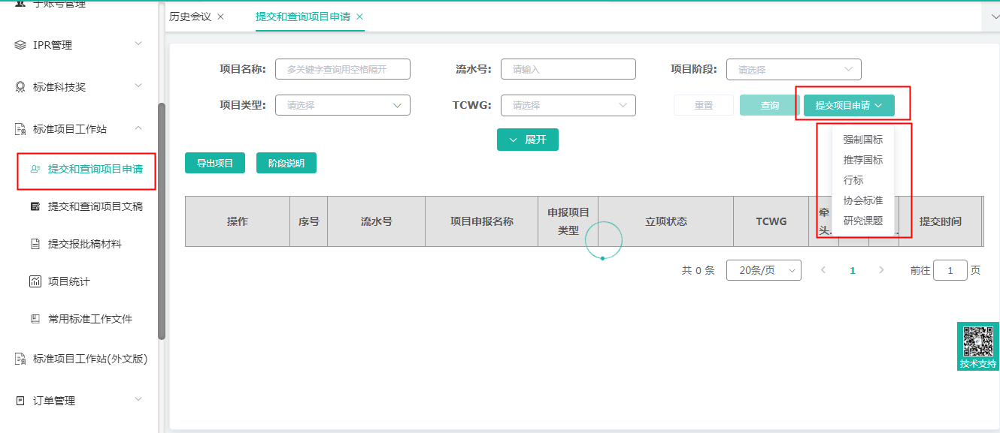 子账号管理
IPR管理
标准科技奖
标准项目工作站
提交和查询项目申请
提交和查询项目文稿
提交报批稿材料
项目统计
常用标准工作文件
标准项目工作站(外文版)
订单管理
历史会议 ×
提交和查询项目申请 ×
项目名称: 多关键字查询用空格隔开
流水号: 请输入
项目阶段: 请选择
项目类型: 请选择
TCWG: 请选择
重置
查询
提交项目申请
强制国标
推荐国标
行标
协会标准
研究课题
展开
导出项目
阶段说明
操作
序号
流水号
项目申报名称
申报项目
类型
立项状态
TCWG
牵
头.
提交时间
共 0 条
20条/页
1
前往 1 页
技术支持